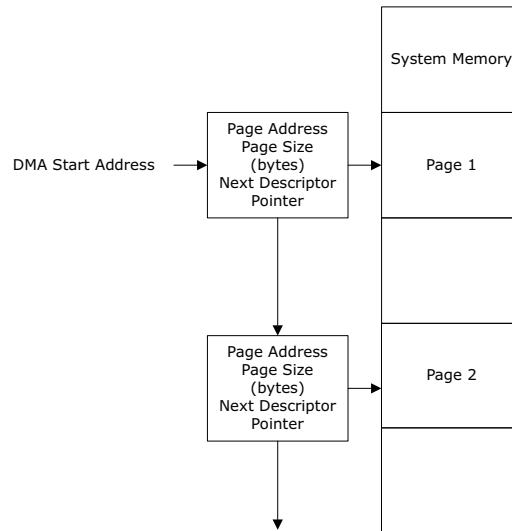 System Memory
Page Address
Page Size
(bytes)
Next Descriptor
Pointer
DMA Start Address
Page 1
Page Address
Page Size
(bytes)
Next Descriptor
Pointer
Page 2